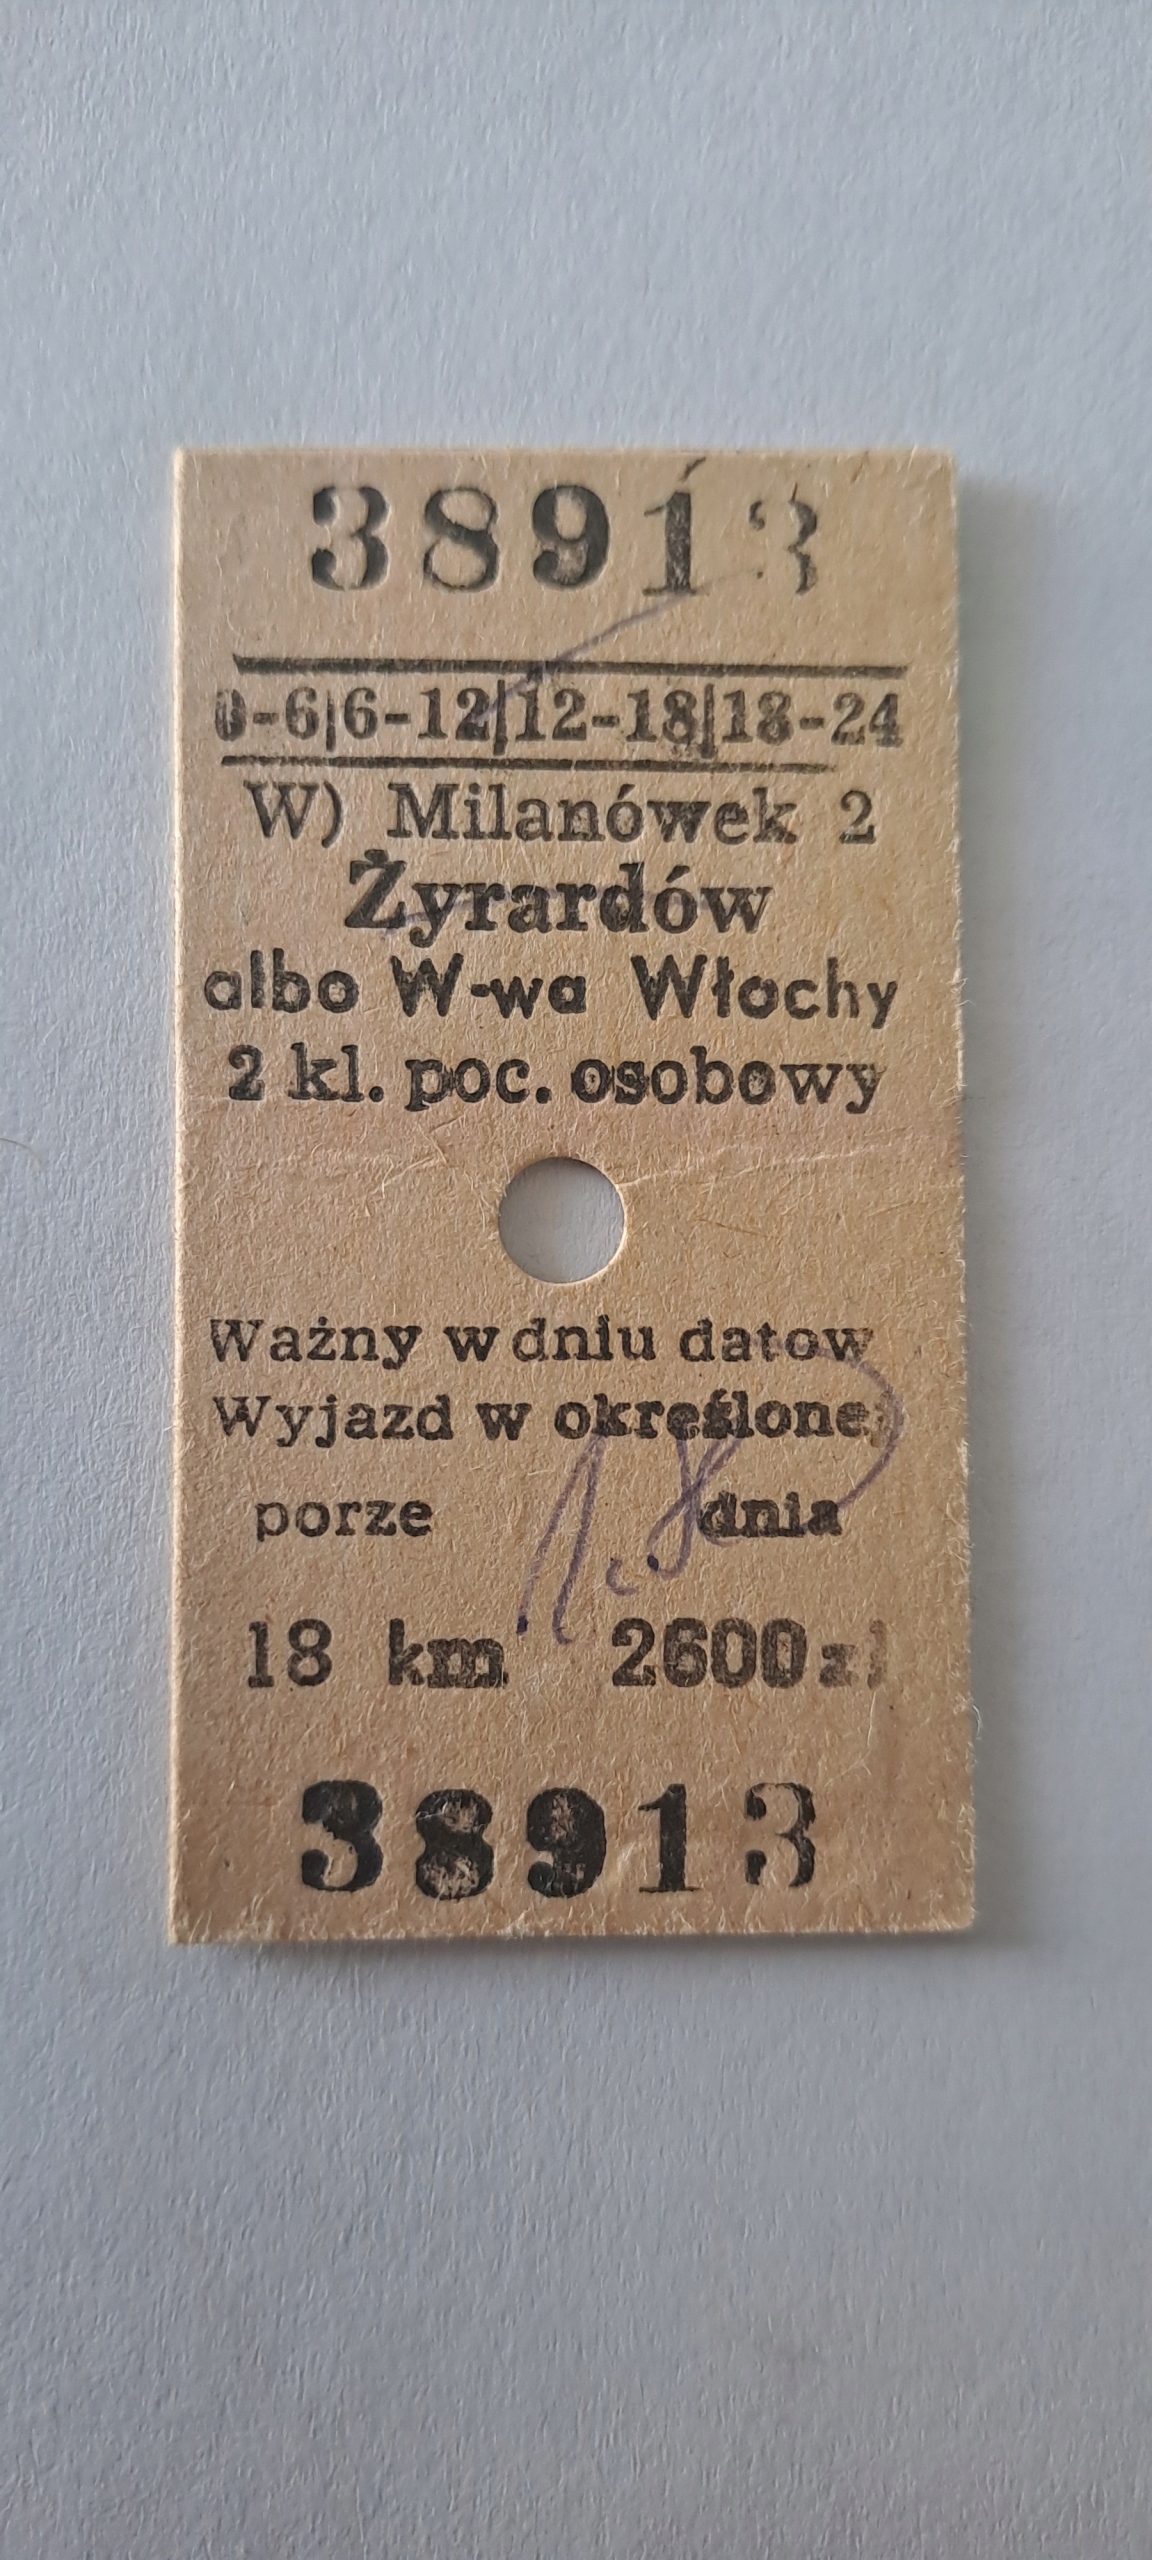 38913
0-6|6-12|12-18|18-24
W) Milanówek 2
Żyrardów
albo W-wa Włochy
2 kl. poc. osobowy
Ważny w dniu datow
Wyjazd w określonej
porze dnia
18 km 2600 zł
38913